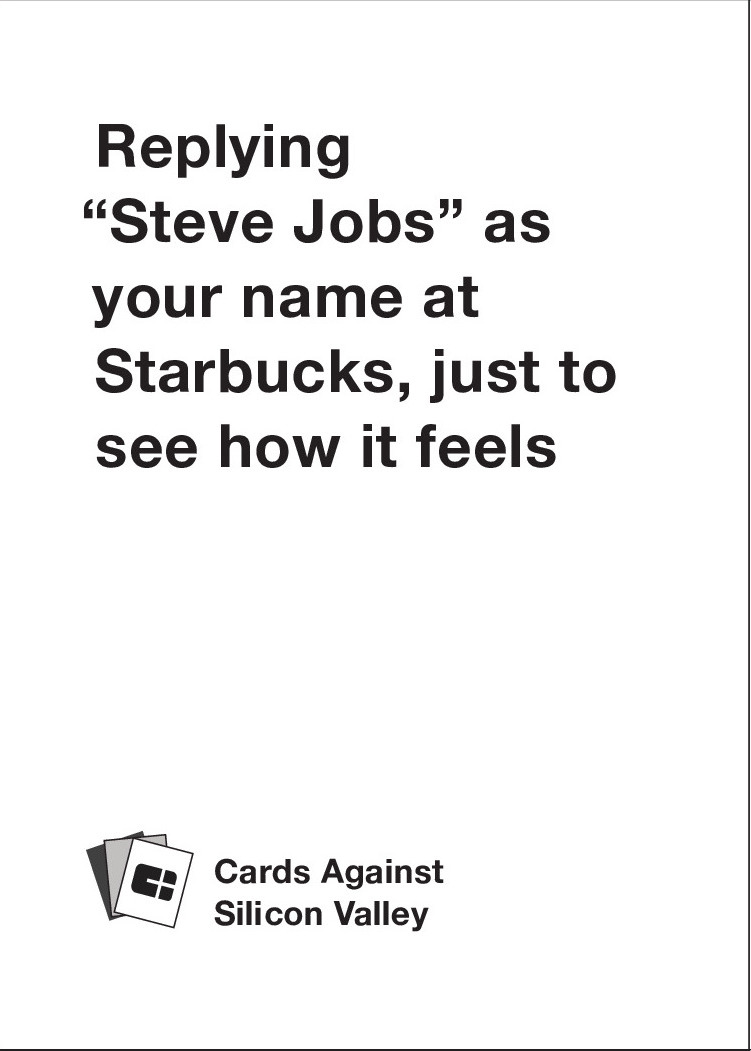 Replying
“Steve Jobs” as
your name at
Starbucks, just to
see how it feels
Cards Against
Silicon Valley